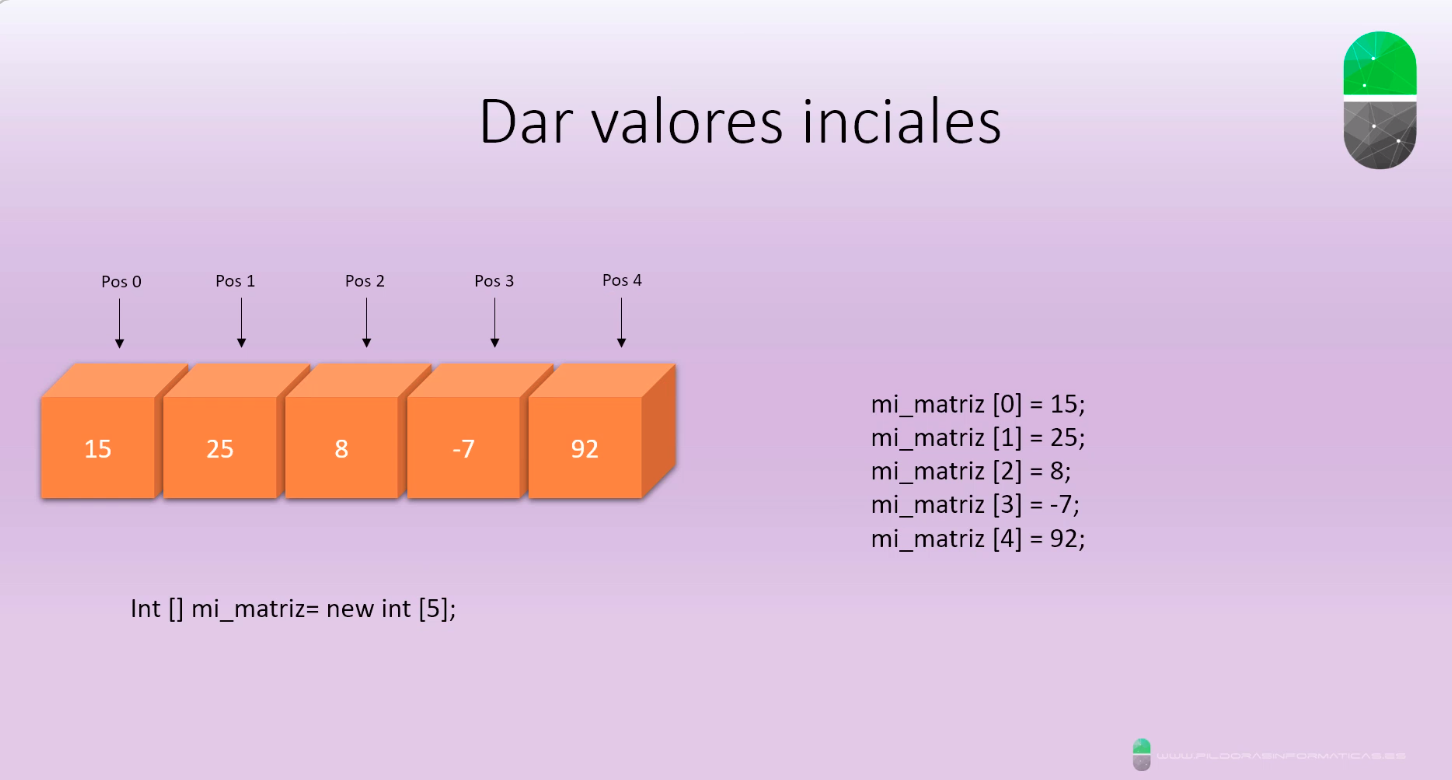 Dar valores inciales
Pos 0 Pos 1 Pos 2 Pos 3 Pos 4
15 25 8 -7 92
mi_matriz [0] = 15;
mi_matriz [1] = 25;
mi_matriz [2] = 8;
mi_matriz [3] = -7;
mi_matriz [4] = 92;
Int [] mi_matriz= new int [5];
WWW.PILDORASINFORMATICAS.ES